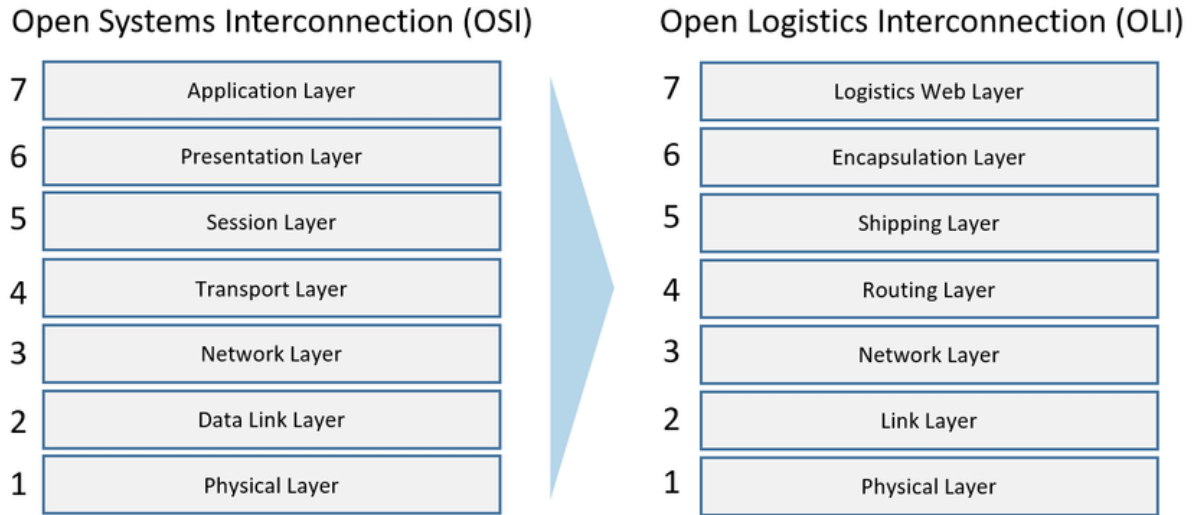 Open Systems Interconnection (OSI)
7 Application Layer
6 Presentation Layer
5 Session Layer
4 Transport Layer
3 Network Layer
2 Data Link Layer
1 Physical Layer
Open Logistics Interconnection (OLI)
7 Logistics Web Layer
6 Encapsulation Layer
5 Shipping Layer
4 Routing Layer
3 Network Layer
2 Link Layer
1 Physical Layer